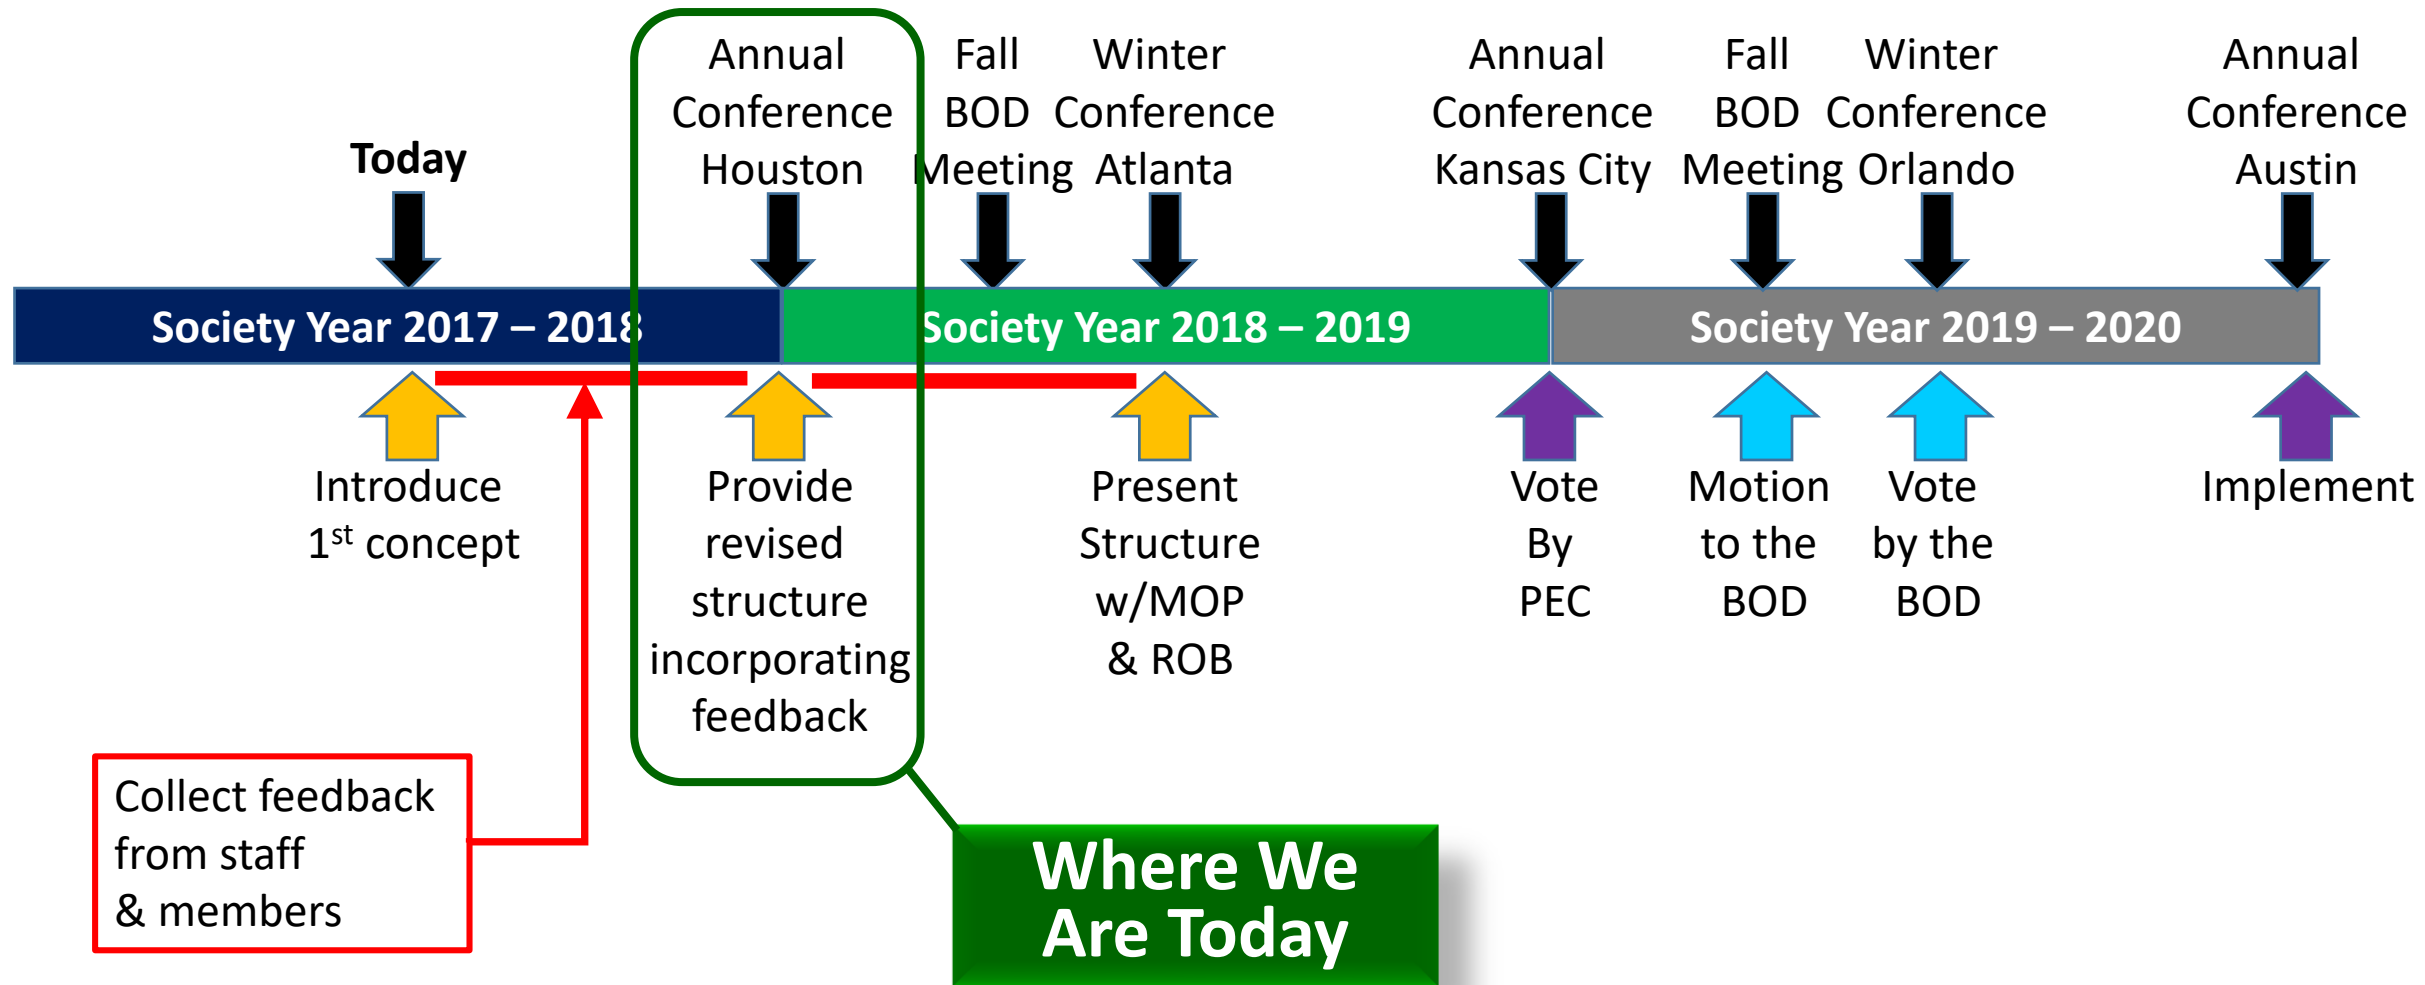 Today
Annual
Conference
Houston
Fall
BOD
Meeting
Winter
Conference
Atlanta
Annual
Conference
Kansas City
Fall
BOD
Meeting
Winter
Conference
Orlando
Annual
Conference
Austin
Society Year 2017 – 2018
Society Year 2018 – 2019
Society Year 2019 – 2020
Introduce
1st concept
Provide
revised
structure
incorporating
feedback
Present
Structure
w/MOP
& ROB
Vote
By
PEC
Motion
to the
BOD
Vote
by the
BOD
Implement
Collect feedback
from staff
& members
Where We
Are Today